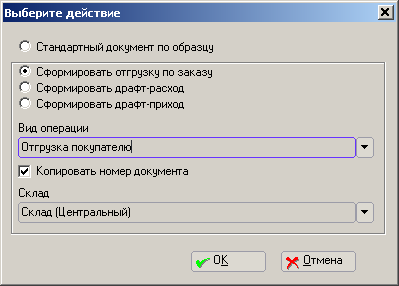 Выберите действие
Стандартный документ по образцу
Сформировать отгрузку по заказу
Сформировать драфт-расход
Сформировать драфт-приход
Вид операции
Отгрузка покупателю
Копировать номер документа
Склад
Склад (Центральный)
OK Отмена